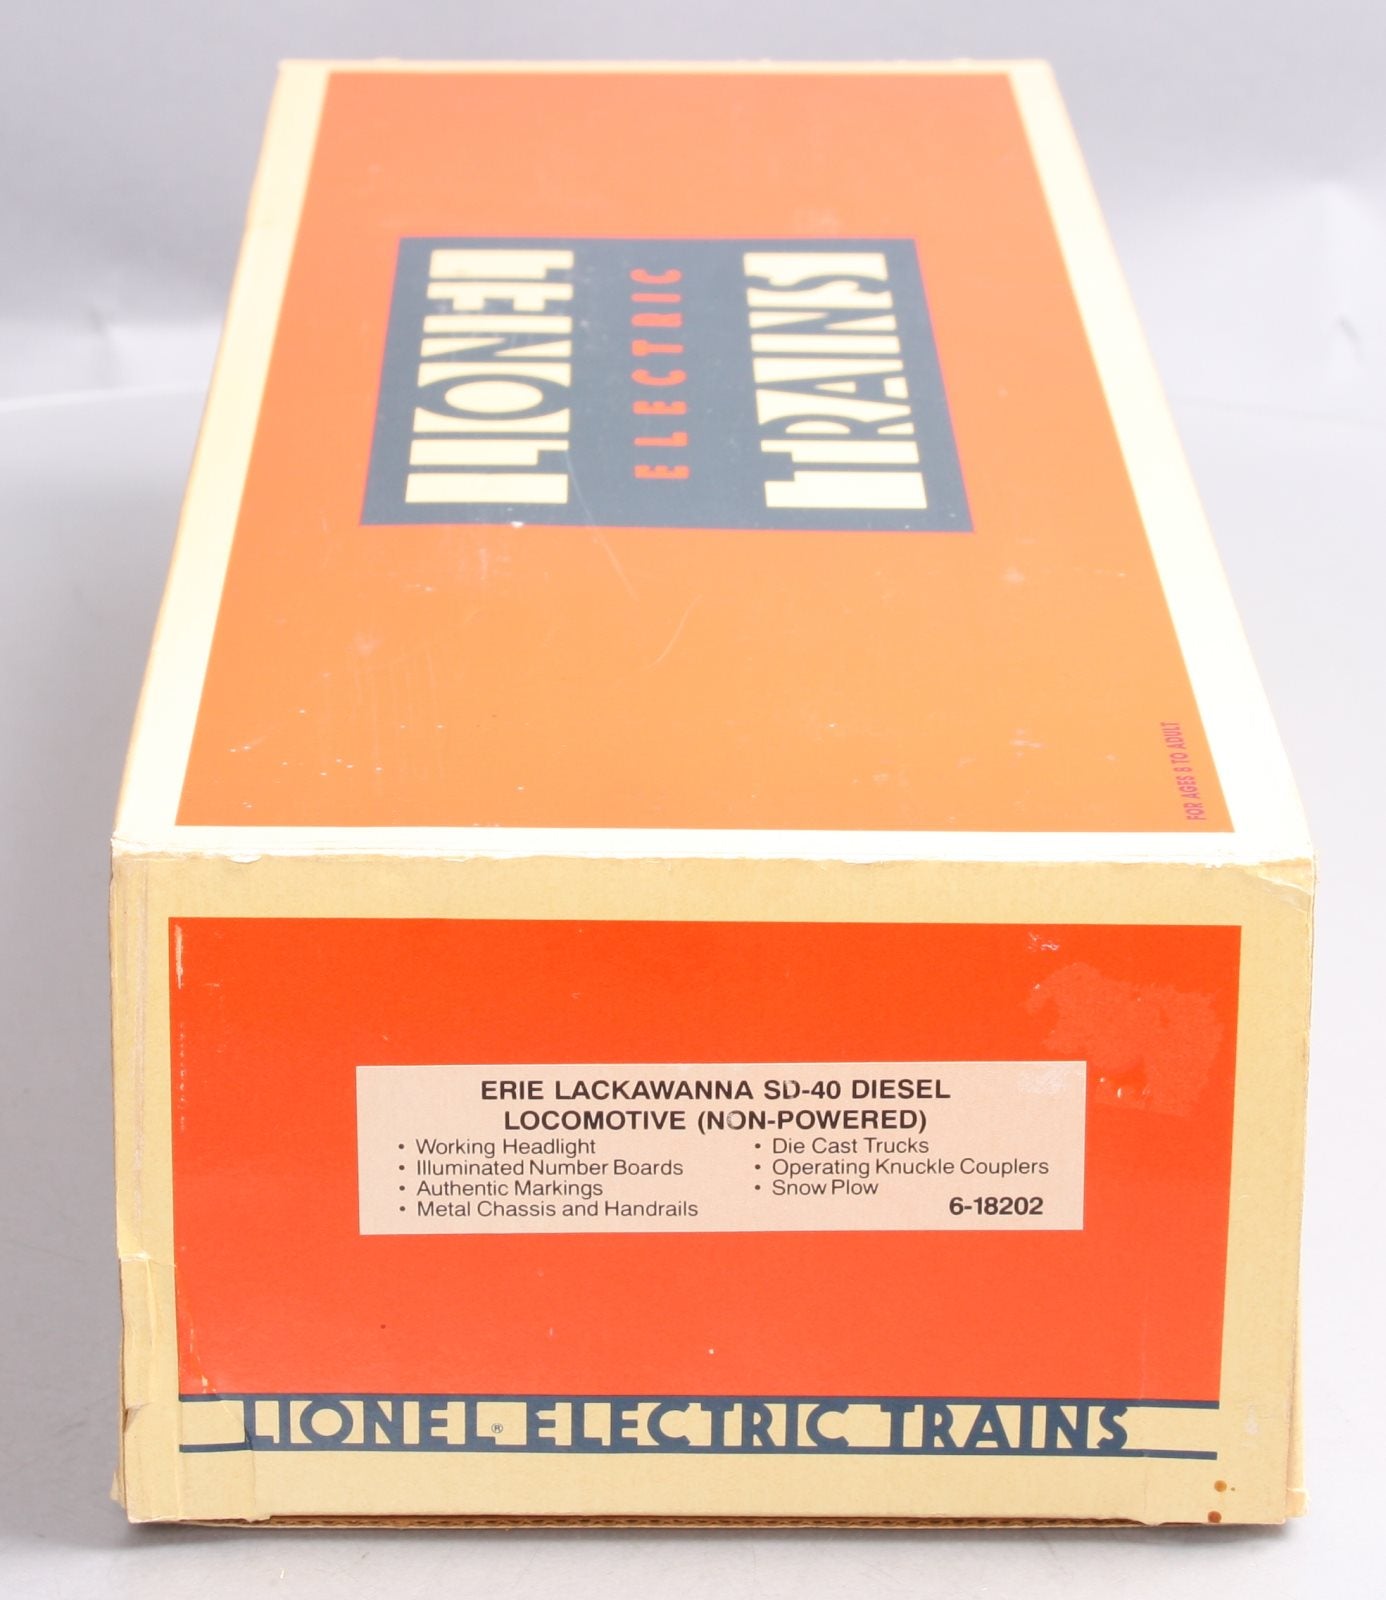 LIONEL
ELECTRIC
TRAINS
FOR AGES 8 TO ADULT
ERIE LACKAWANNA SD-40 DIESEL
LOCOMOTIVE (NON-POWERED)
• Working Headlight
• Illuminated Number Boards
• Authentic Markings
• Metal Chassis and Handrails
• Die Cast Trucks
• Operating Knuckle Couplers
• Snow Plow
6-18202
LIONEL® ELECTRIC TRAINS